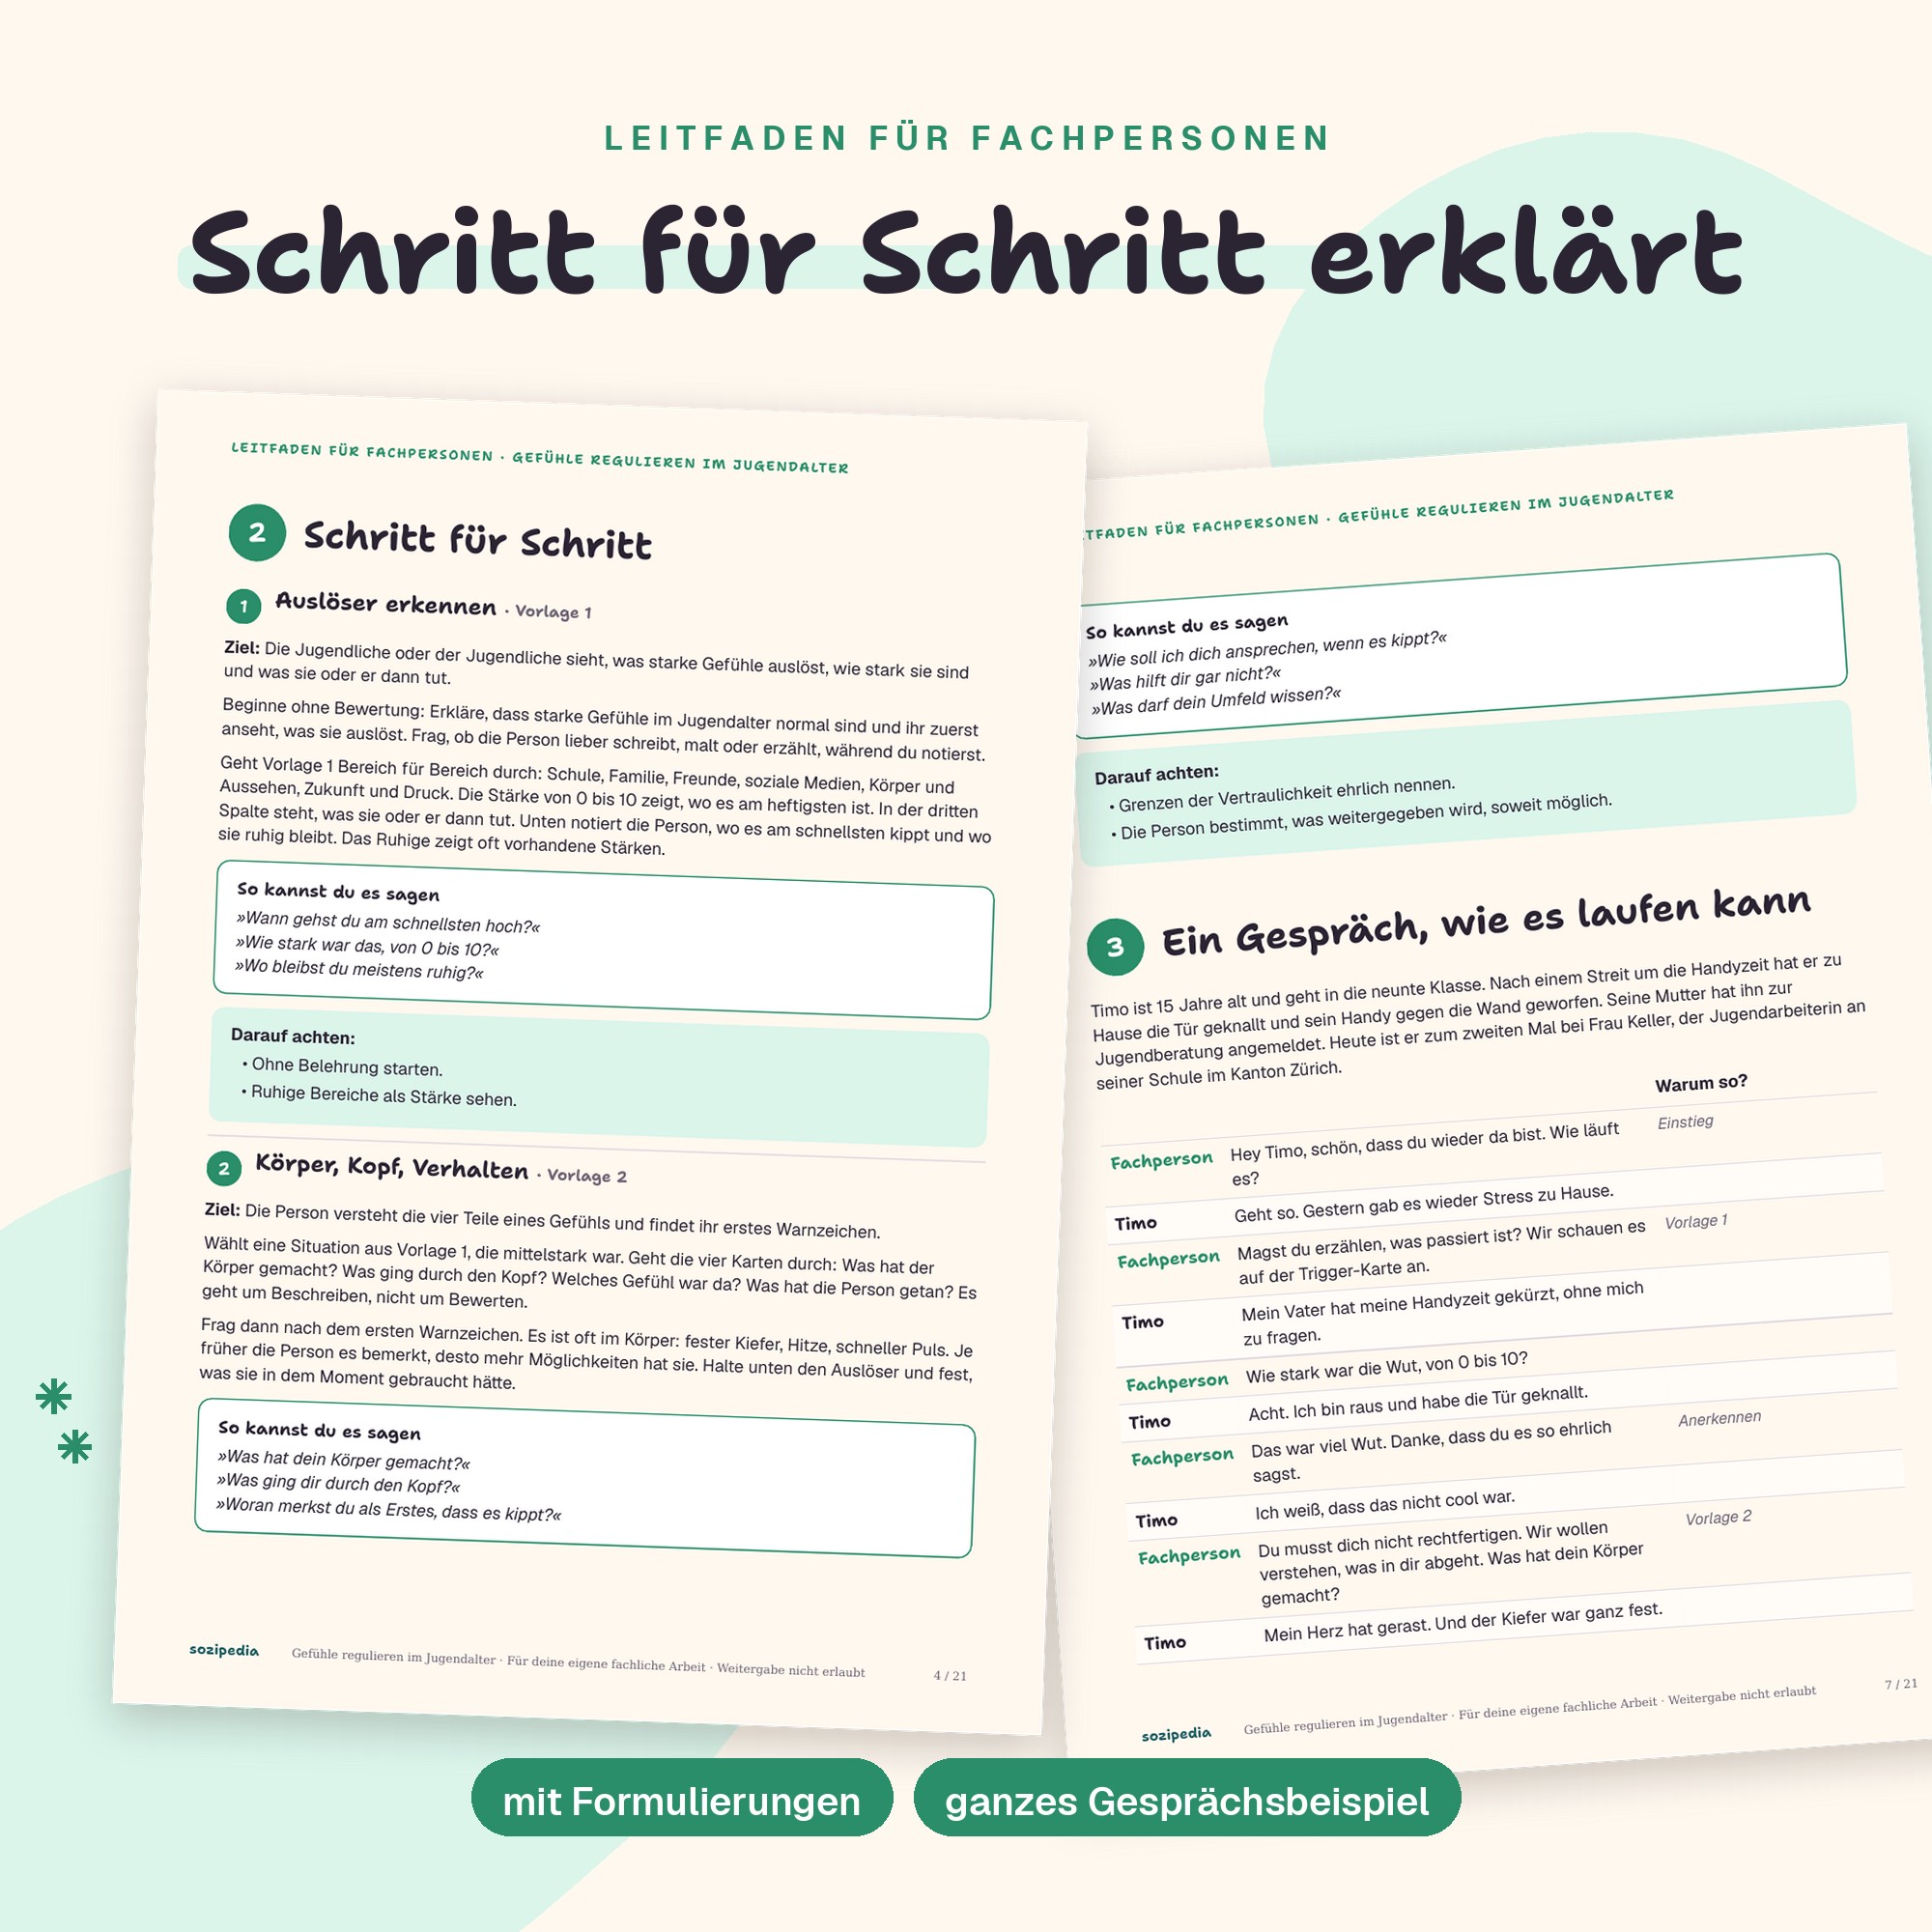 LEITFADEN FÜR FACHPERSONEN
Schritt für Schritt erklärt
LEITFADEN FÜR FACHPERSONEN · GEFÜHLE REGULIEREN IM JUGENDALTER
2 Schritt für Schritt
1 Auslöser erkennen · Vorlage 1
Ziel: Die Jugendliche oder der Jugendliche sieht, was starke Gefühle auslöst, wie stark sie sind
und was sie oder er dann tut.
Beginne ohne Bewertung: Erkläre, dass starke Gefühle im Jugendalter normal sind und ihr zuerst
anseht, was sie auslöst. Frag, ob die Person lieber schreibt, malt oder erzählt, während du notierst.
Geht Vorlage 1 Bereich für Bereich durch: Schule, Familie, Freunde, soziale Medien, Körper und
Aussehen, Zukunft und Druck. Die Stärke von 0 bis 10 zeigt, wo es am heftigsten ist. In der dritten
Spalte steht, was sie oder er dann tut. Unten notiert die Person, wo es am schnellsten kippt und wo
sie ruhig bleibt. Das Ruhige zeigt oft vorhandene Stärken.
So kannst du es sagen
»Wann gehst du am schnellsten hoch?«
»Wie stark war das, von 0 bis 10?«
»Wo bleibst du meistens ruhig?«
Darauf achten:
• Ohne Belehrung starten.
• Ruhige Bereiche als Stärke sehen.
2 Körper, Kopf, Verhalten · Vorlage 2
Ziel: Die Person versteht die vier Teile eines Gefühls und findet ihr erstes Warnzeichen.
Wählt eine Situation aus Vorlage 1, die mittelstark war. Geht die vier Karten durch: Was hat der
Körper gemacht? Was ging durch den Kopf? Welches Gefühl war da? Was hat die Person getan? Es
geht um Beschreiben, nicht um Bewerten.
Frag dann nach dem ersten Warnzeichen. Es ist oft im Körper: fester Kiefer, Hitze, schneller Puls. Je
früher die Person es bemerkt, desto mehr Möglichkeiten hat sie. Halte unten den Auslöser und fest,
was sie in dem Moment gebraucht hätte.
So kannst du es sagen
»Was hat dein Körper gemacht?«
»Was ging dir durch den Kopf?«
»Woran merkst du als Erstes, dass es kippt?«
sozipedia Gefühle regulieren im Jugendalter · Für deine eigene fachliche Arbeit · Weitergabe nicht erlaubt 4 / 21
TFADEN FÜR FACHPERSONEN · GEFÜHLE REGULIEREN IM JUGENDALTER
So kannst du es sagen
»Wie soll ich dich ansprechen, wenn es kippt?«
»Was hilft dir gar nicht?«
»Was darf dein Umfeld wissen?«
Darauf achten:
• Grenzen der Vertraulichkeit ehrlich nennen.
• Die Person bestimmt, was weitergegeben wird, soweit möglich.
3 Ein Gespräch, wie es laufen kann
Timo ist 15 Jahre alt und geht in die neunte Klasse. Nach einem Streit um die Handyzeit hat er zu
Hause die Tür geknallt und sein Handy gegen die Wand geworfen. Seine Mutter hat ihn zur
Jugendberatung angemeldet. Heute ist er zum zweiten Mal bei Frau Keller, der Jugendarbeiterin an
seiner Schule im Kanton Zürich.
Warum so?
Fachperson Hey Timo, schön, dass du wieder da bist. Wie läuft Einstieg
es?
Timo Geht so. Gestern gab es wieder Stress zu Hause.
Fachperson Magst du erzählen, was passiert ist? Wir schauen es Vorlage 1
auf der Trigger-Karte an.
Timo Mein Vater hat meine Handyzeit gekürzt, ohne mich
zu fragen.
Fachperson Wie stark war die Wut, von 0 bis 10?
Timo Acht. Ich bin raus und habe die Tür geknallt.
Fachperson Das war viel Wut. Danke, dass du es so ehrlich Anerkennen
sagst.
Timo Ich weiß, dass das nicht cool war.
Fachperson Du musst dich nicht rechtfertigen. Wir wollen Vorlage 2
verstehen, was in dir abgeht. Was hat dein Körper
gemacht?
Timo Mein Herz hat gerast. Und der Kiefer war ganz fest.
sozipedia Gefühle regulieren im Jugendalter · Für deine eigene fachliche Arbeit · Weitergabe nicht erlaubt 7 / 21
mit Formulierungen
ganzes Gesprächsbeispiel